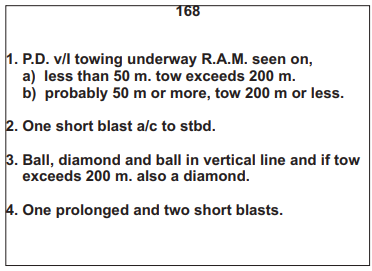 168
1. P.D. v/l towing underway R.A.M. seen on,
a) less than 50 m. tow exceeds 200 m.
b) probably 50 m or more, tow 200 m or less.
2. One short blast a/c to stbd.
3. Ball, diamond and ball in vertical line and if tow
exceeds 200 m. also a diamond.
4. One prolonged and two short blasts.